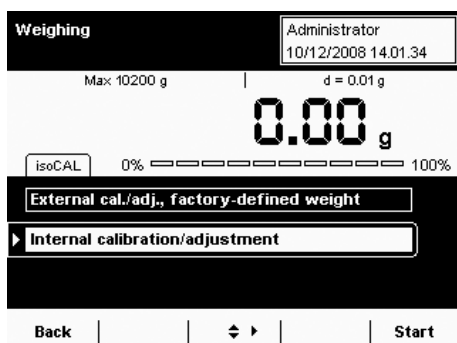 Weighing
Administrator
10/12/2008 14.01.34
Max 10200 g
d = 0.01 g
0.00 g
isoCAL 0% 100%
External cal./adj., factory-defined weight
Internal calibration/adjustment
Back Start